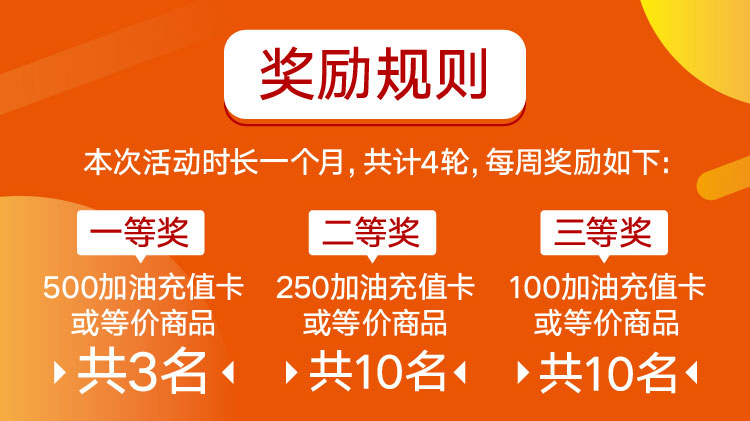 奖励规则
本次活动时长一个月, 共计4轮, 每周奖励如下:
一等奖
500加油充值卡
或等价商品
共3名
二等奖
250加油充值卡
或等价商品
共10名
三等奖
100加油充值卡
或等价商品
共10名